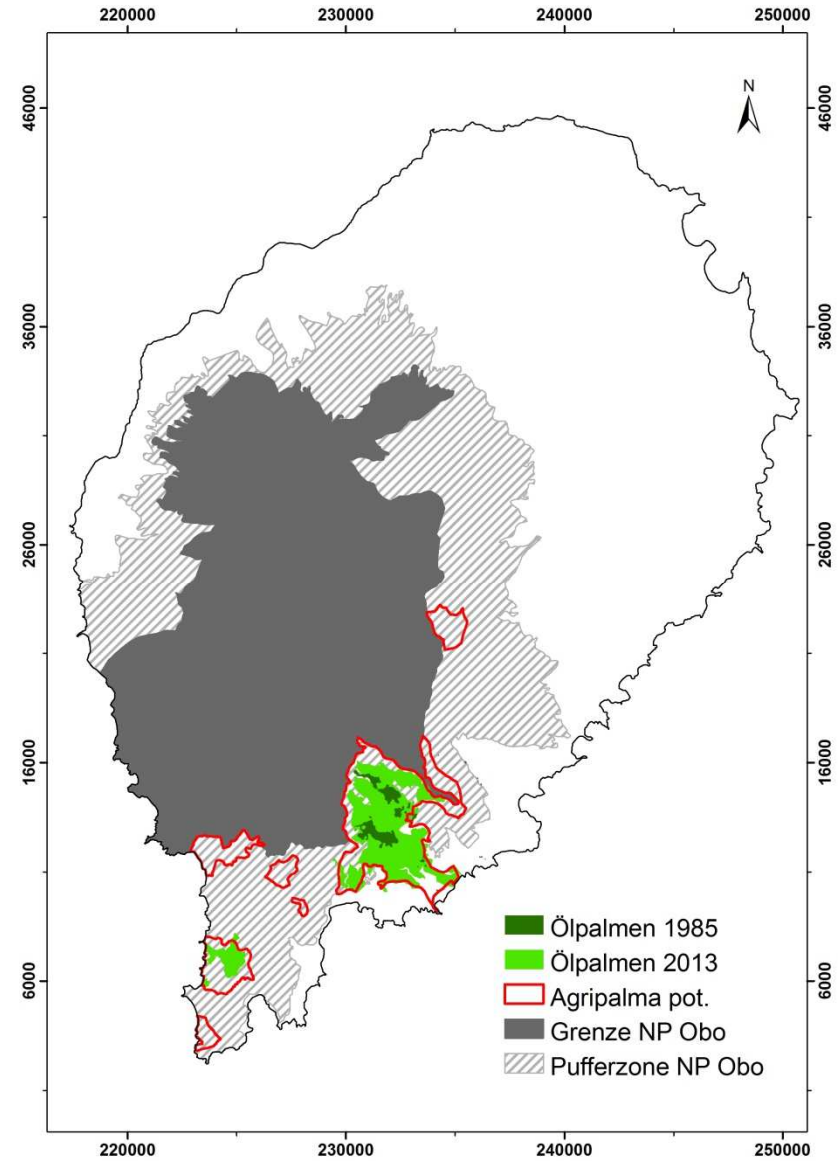 220000 230000 240000 250000
N
46000 46000
36000 36000
26000 26000
16000 16000
6000 6000
Ölpalmen 1985
Ölpalmen 2013
Agripalma pot.
Grenze NP Obo
Pufferzone NP Obo
220000 230000 240000 250000